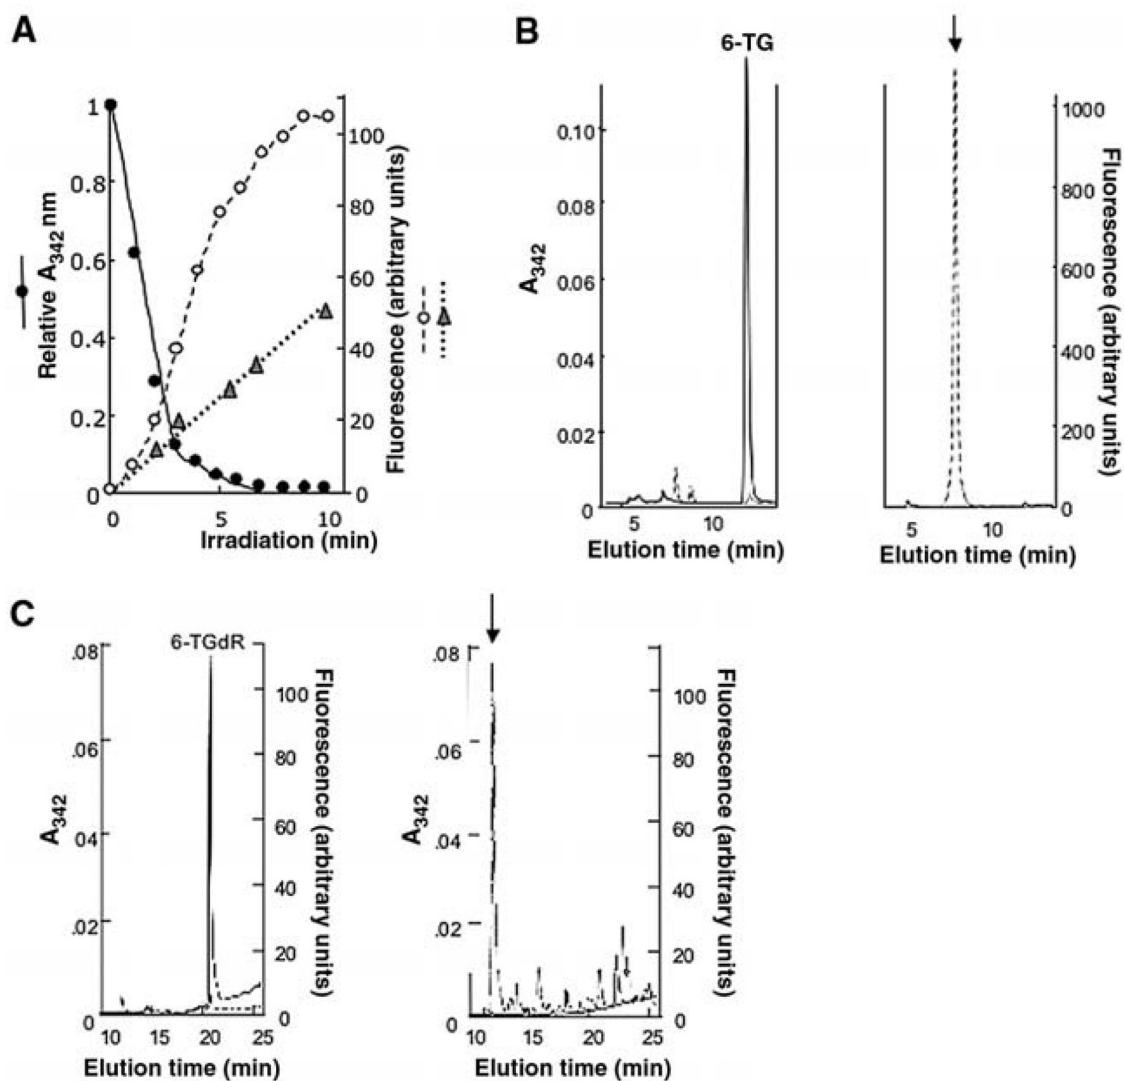 A
1
0.8
0.6
0.4
0.2
0
Relative A342 nm
100
80
60
40
20
0
Fluorescence (arbitrary units)
0 5 10
Irradiation (min)
B
6-TG
0.10
0.08
0.06
0.04
0.02
0
A342
5 10
Elution time (min)
1000
800
600
400
200
0
Fluorescence (arbitrary units)
5 10
Elution time (min)
C
6-TGdR
.08
.06
.04
.02
0
A342
100
80
60
40
20
0
Fluorescence (arbitrary units)
10 15 20 25
Elution time (min)
.08
.06
.04
.02
0
A342
100
80
60
40
20
0
Fluorescence (arbitrary units)
10 15 20 25
Elution time (min)